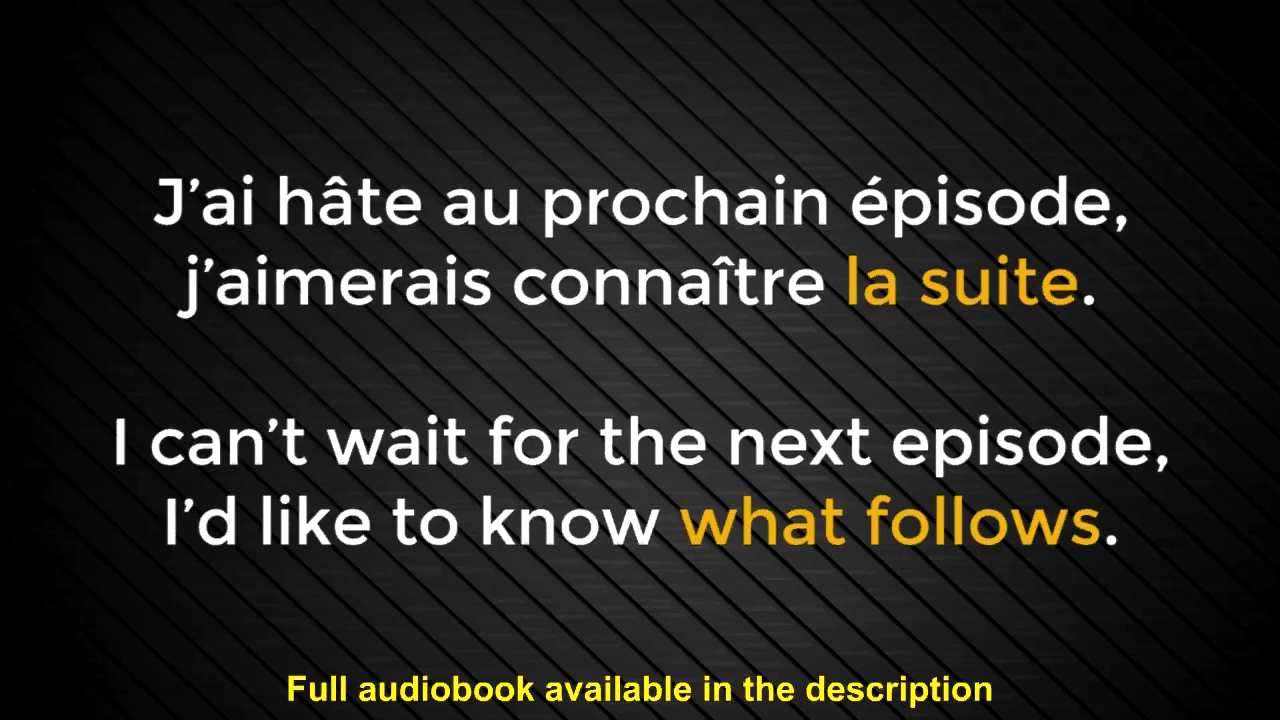 J’ai hâte au prochain épisode,
j’aimerais connaître la suite.
I can’t wait for the next episode,
I’d like to know what follows.
Full audiobook available in the description